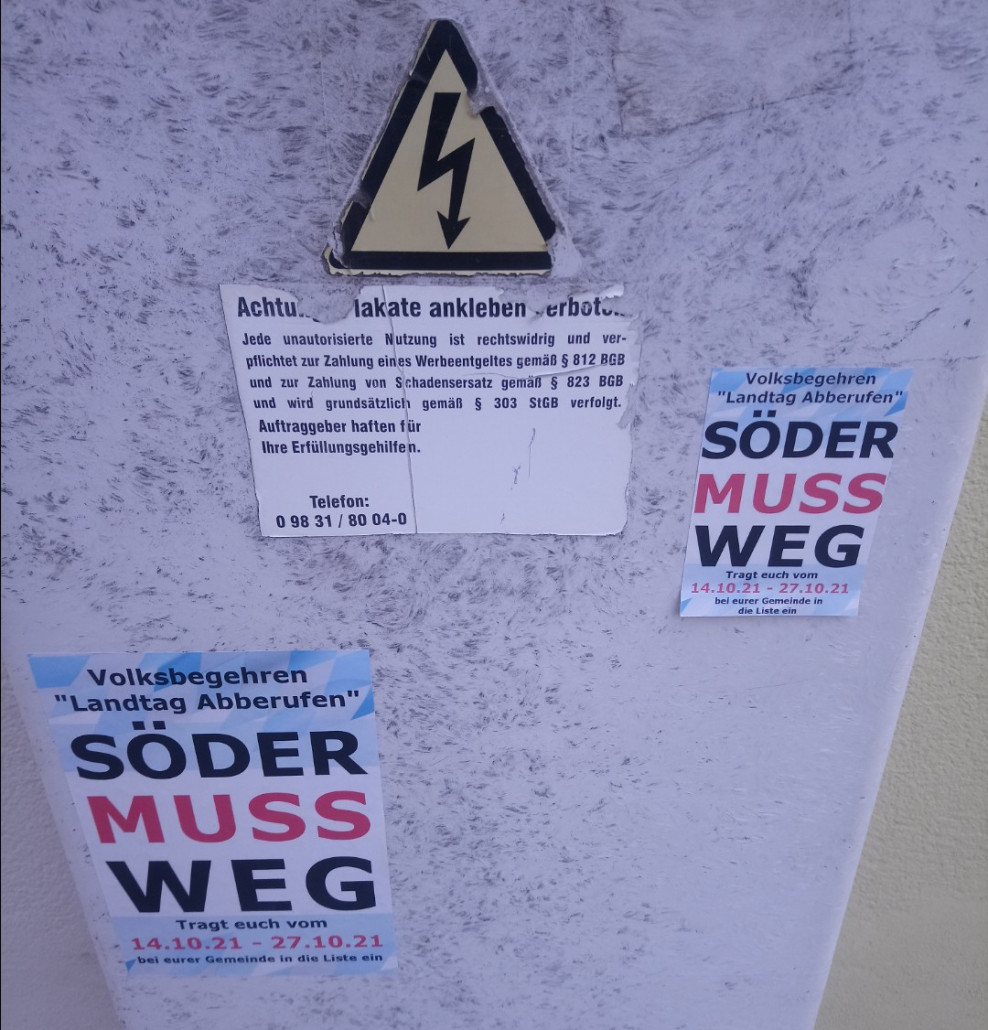 Achtu lakate ankleben erbot
Jede unautorisierte Nutzung ist rechtswidrig und ver-
pflichtet zur Zahlung eines Werbeentgeltes gemäß § 812 BGB
und zur Zahlung von Schadensersatz gemäß § 823 BGB
und wird grundsätzlich gemäß § 303 StGB verfolgt.
Auftraggeber haften für
Ihre Erfüllungsgehilfen.
Telefon:
0 98 31 / 80 04-0
Volksbegehren
"Landtag Abberufen"
SÖDER
MUSS
WEG
Tragt euch vom
14.10.21 - 27.10.21
bei eurer Gemeinde in
die Liste ein
Volksbegehren
"Landtag Abberufen"
SÖDER
MUSS
WEG
Tragt euch vom
14.10.21 - 27.10.21
bei eurer Gemeinde in die Liste ein